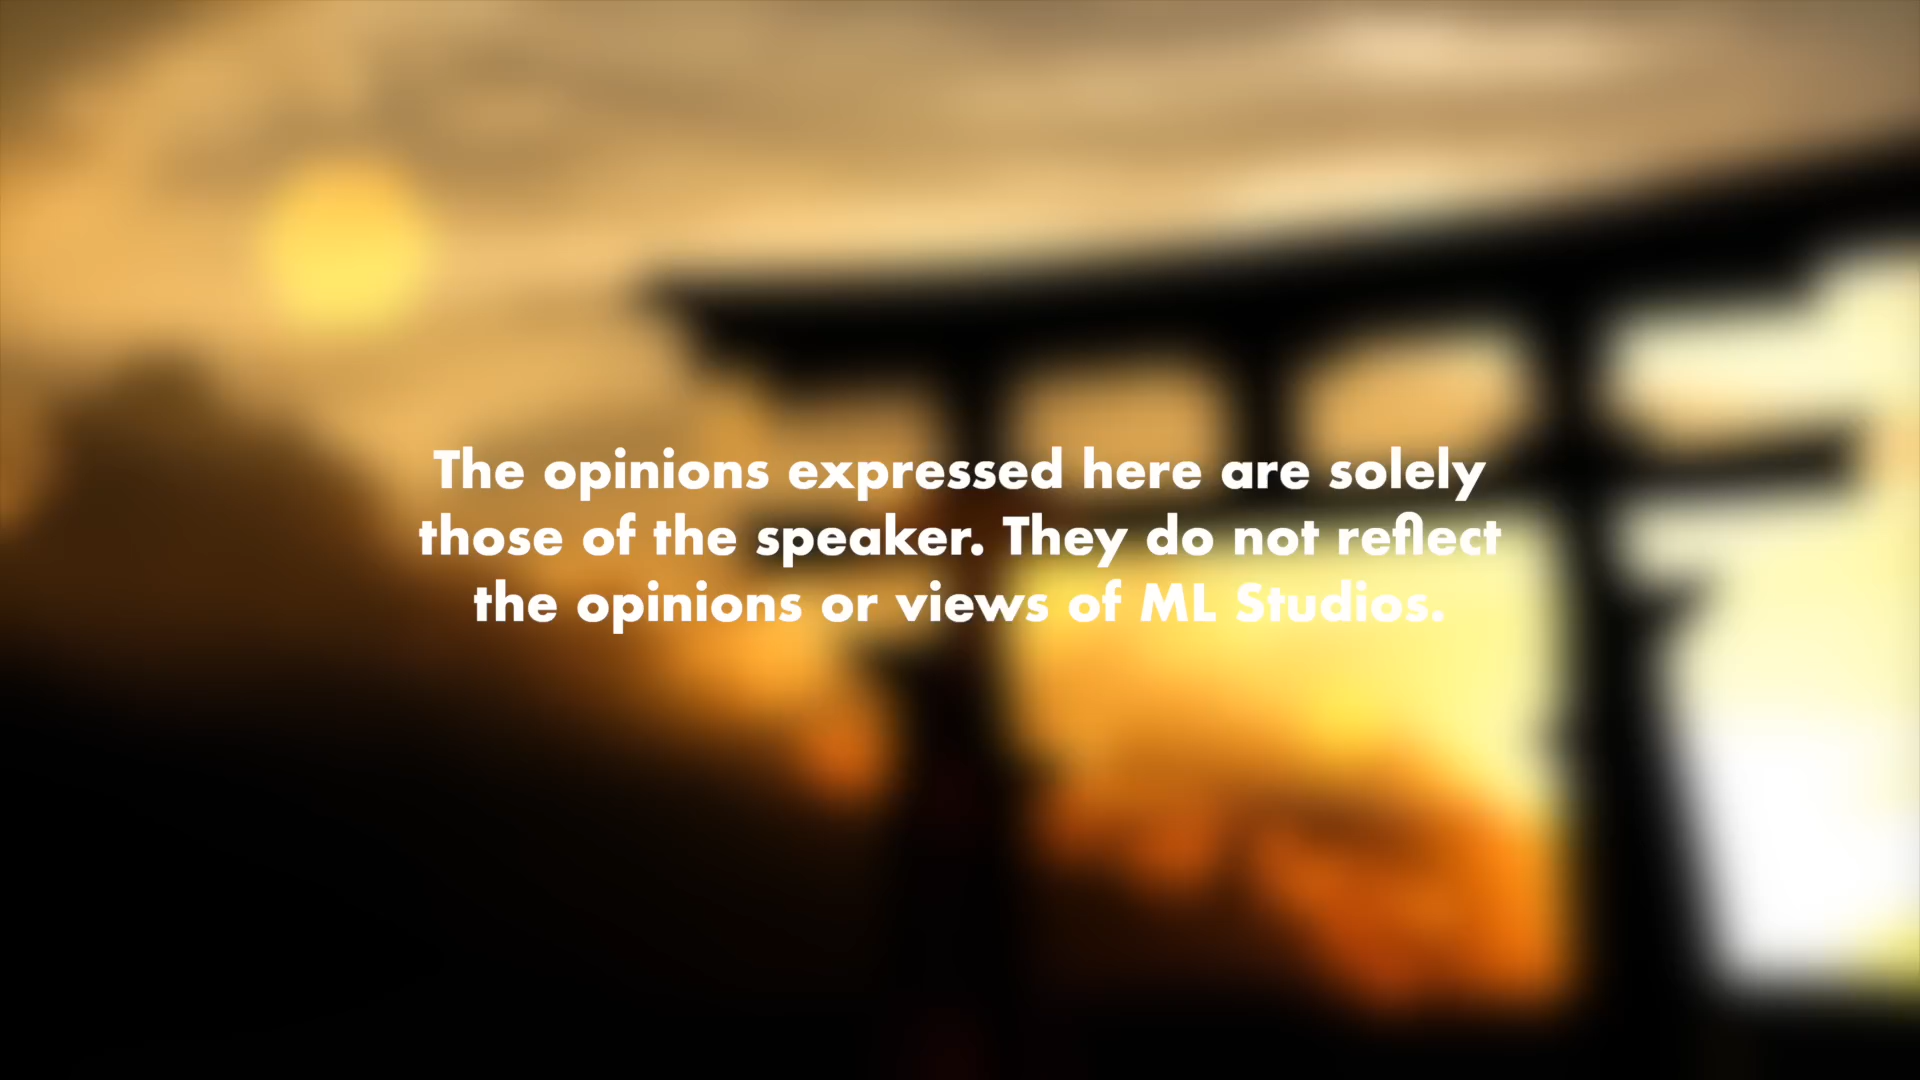 The opinions expressed here are solely
those of the speaker. They do not reflect
the opinions or views of ML Studios.